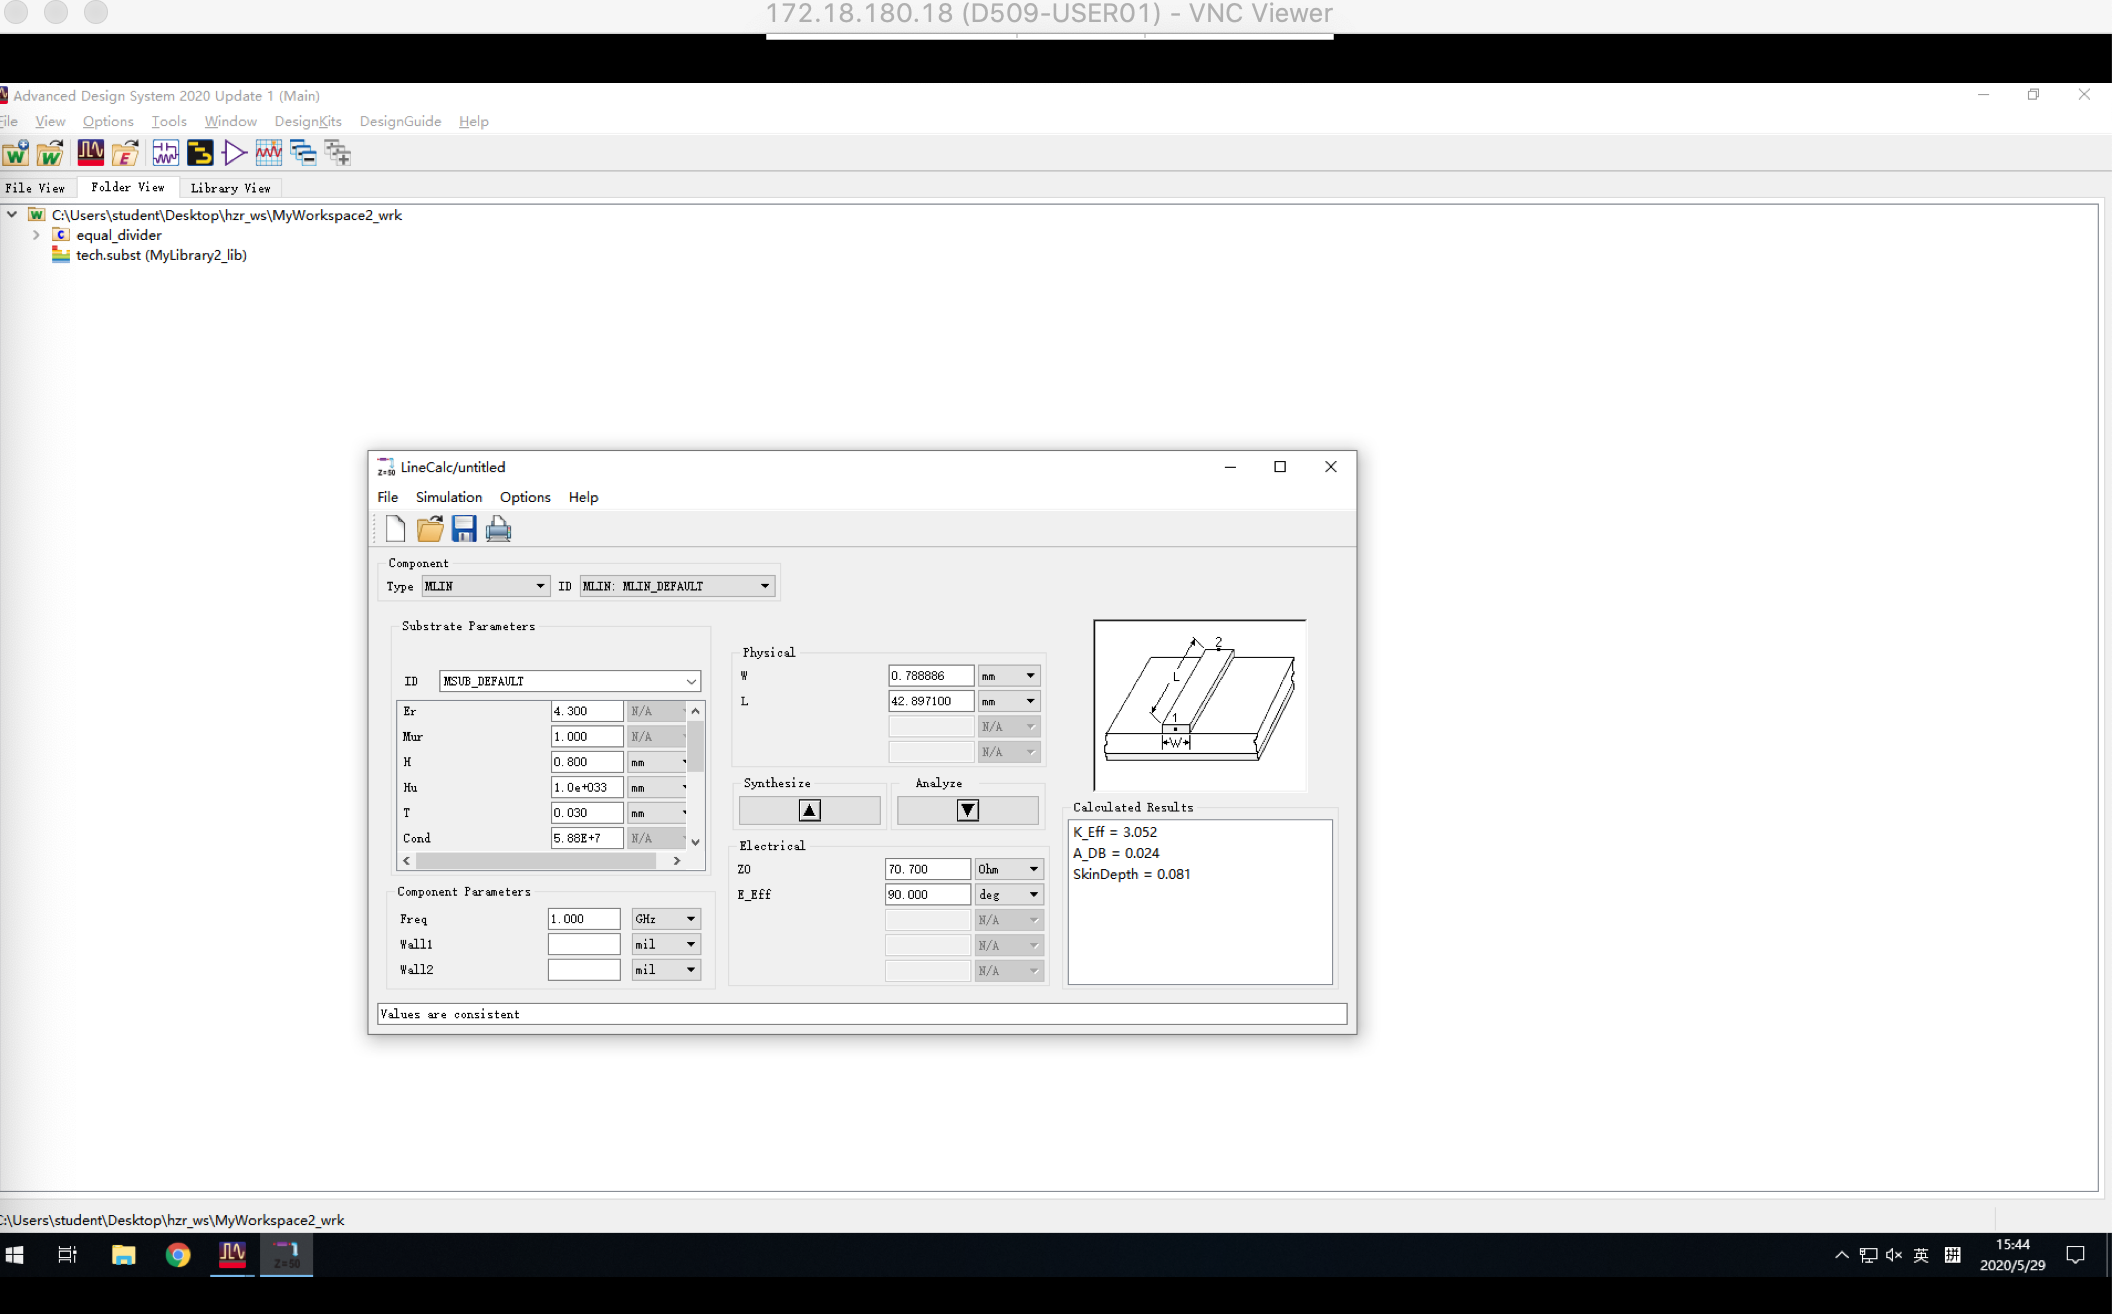 172.18.180.18 (D509-USER01) - VNC Viewer
Advanced Design System 2020 Update 1 (Main)
File View Options Tools Window DesignKits DesignGuide Help
File View Folder View Library View
C:\Users\student\Desktop\hzr_ws\MyWorkspace2_wrk
equal_divider
tech.subst (MyLibrary2_lib)
LineCalc/untitled
File Simulation Options Help
Component
Type MLIN ID MLIN: MLIN_DEFAULT
Substrate Parameters
ID MSUB_DEFAULT
Er 4.300 N/A
Mur 1.000 N/A
H 0.800 mm
Hu 1.0e+033 mm
T 0.030 mm
Cond 5.88E+7 N/A
Component Parameters
Freq 1.000 GHz
Wall1 mil
Wall2 mil
Physical
W 0.788886 mm
L 42.897100 mm
N/A
N/A
Synthesize Analyze
Electrical
Z0 70.700 Ohm
E_Eff 90.000 deg
N/A
N/A
N/A
2
L
1
W
Calculated Results
K_Eff = 3.052
A_DB = 0.024
SkinDepth = 0.081
Values are consistent
C:\Users\student\Desktop\hzr_ws\MyWorkspace2_wrk
Z=50
英 拼
15:44
2020/5/29